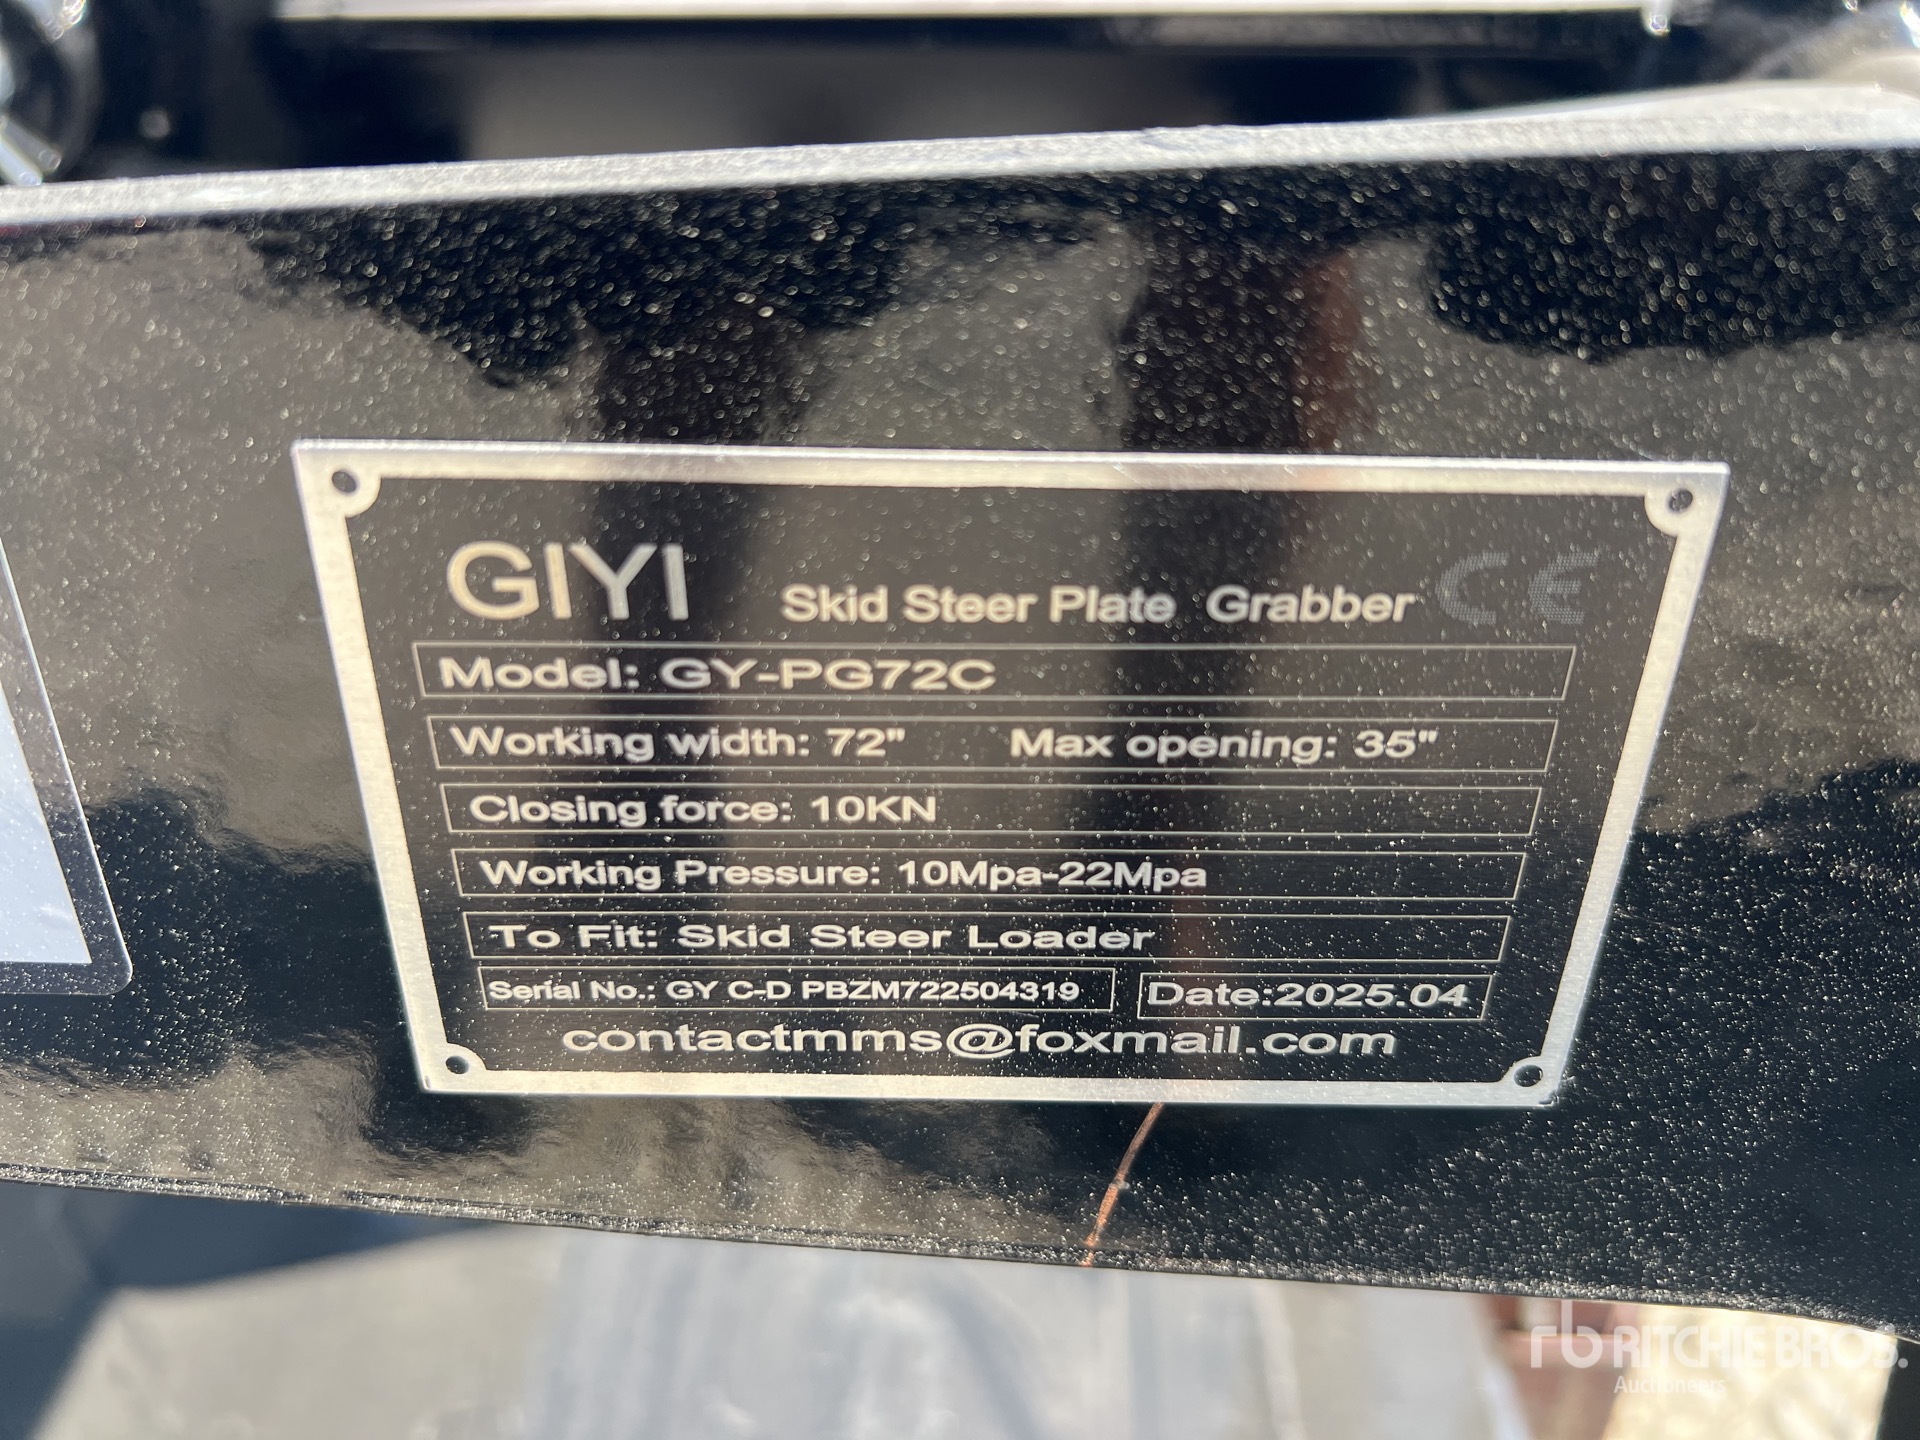 GIYI Skid Steer Plate Grabber CE
Model: GY-PG72C
Working width: 72" Max opening: 35"
Closing force: 10KN
Working Pressure: 10Mpa-22Mpa
To Fit: Skid Steer Loader
Serial No.: GY C-D PBZM722504319 Date:2025.04
contactmms@foxmail.com
rb RITCHIE BROS.
Auctioneers